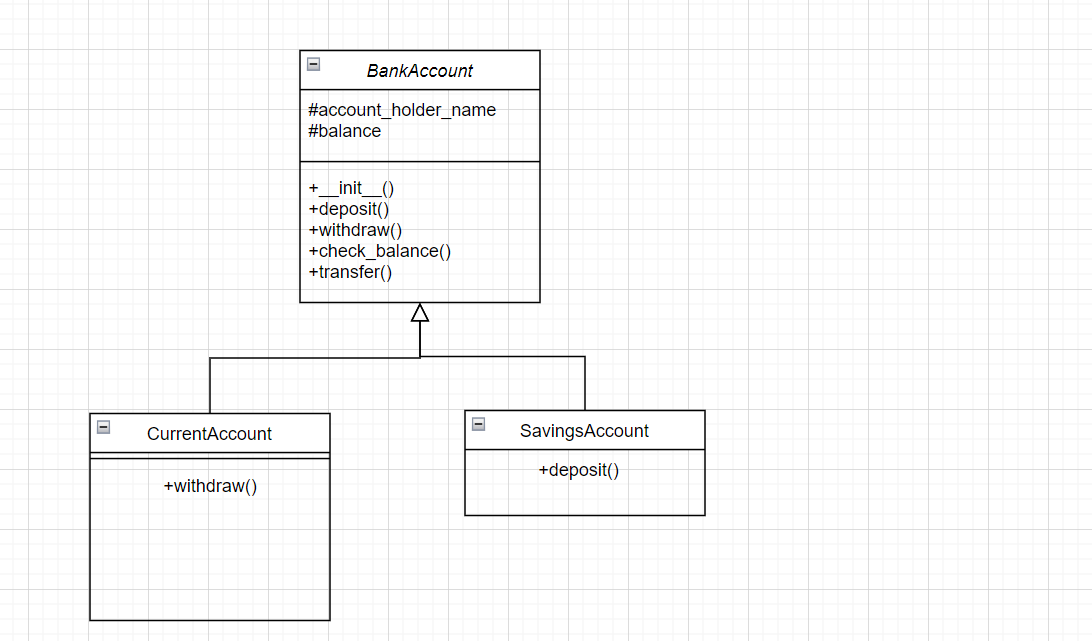 BankAccount
#account_holder_name
#balance
+__init__()
+deposit()
+withdraw()
+check_balance()
+transfer()
CurrentAccount
+withdraw()
SavingsAccount
+deposit()